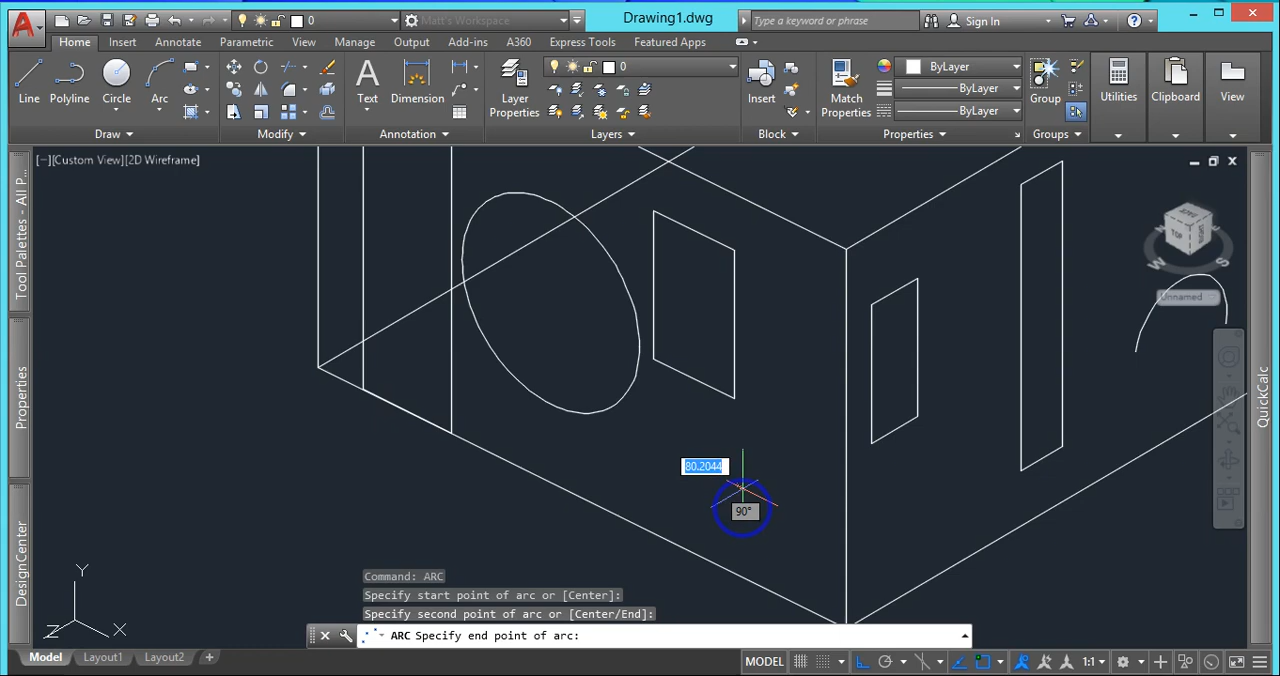 0
Matt's Workspace
Drawing1.dwg
Type a keyword or phrase
Sign In
Home Insert Annotate Parametric View Manage Output Add-ins A360 Express Tools Featured Apps
Line Polyline Circle Arc
Text Dimension
Layer Properties
0
Insert
Match Properties
ByLayer
ByLayer
ByLayer
Group
Utilities Clipboard View
Draw Modify Annotation Layers Block Properties Groups
[−][Custom View][2D Wireframe]
Tool Palettes - All P...
Properties
DesignCenter
QuickCalc
TOP
W S
Unnamed
80.2044
90°
Y
Z X
Command: ARC
Specify start point of arc or [Center]:
Specify second point of arc or [Center/End]:
ARC Specify end point of arc:
Model Layout1 Layout2 +
MODEL 1:1